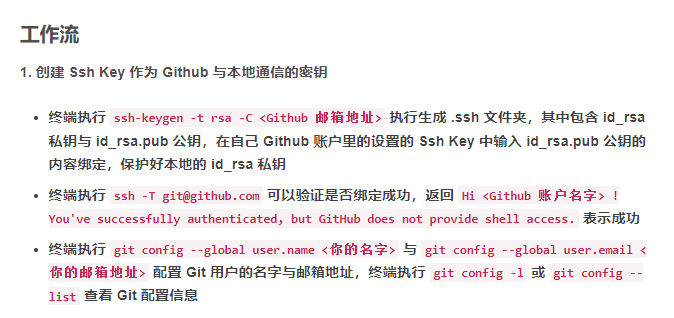 工作流
1. 创建 Ssh Key 作为 Github 与本地通信的密钥
• 终端执行 ssh-keygen -t rsa -C <Github 邮箱地址> 执行生成 .ssh 文件夹，其中包含 id_rsa
私钥与 id_rsa.pub 公钥，在自己 Github 账户里的设置的 Ssh Key 中输入 id_rsa.pub 公钥的
内容绑定，保护好本地的 id_rsa 私钥
• 终端执行 ssh -T git@github.com 可以验证是否绑定成功，返回 Hi <Github 账户名字> !
You've successfully authenticated, but GitHub does not provide shell access. 表示成功
• 终端执行 git config --global user.name <你的名字> 与 git config --global user.email <
你的邮箱地址> 配置 Git 用户的名字与邮箱地址，终端执行 git config -l 或 git config --
list 查看 Git 配置信息